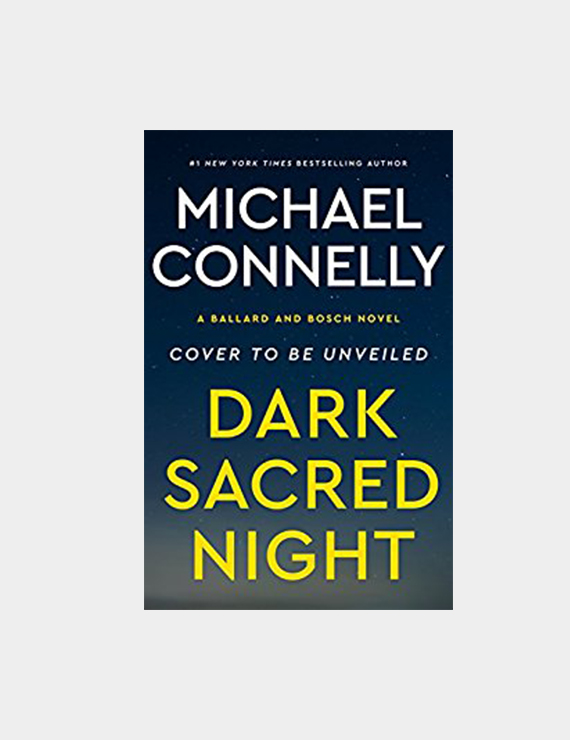 #1 NEW YORK TIMES BESTSELLING AUTHOR
MICHAEL
CONNELLY
A BALLARD AND BOSCH NOVEL
COVER TO BE UNVEILED
DARK
SACRED
NIGHT